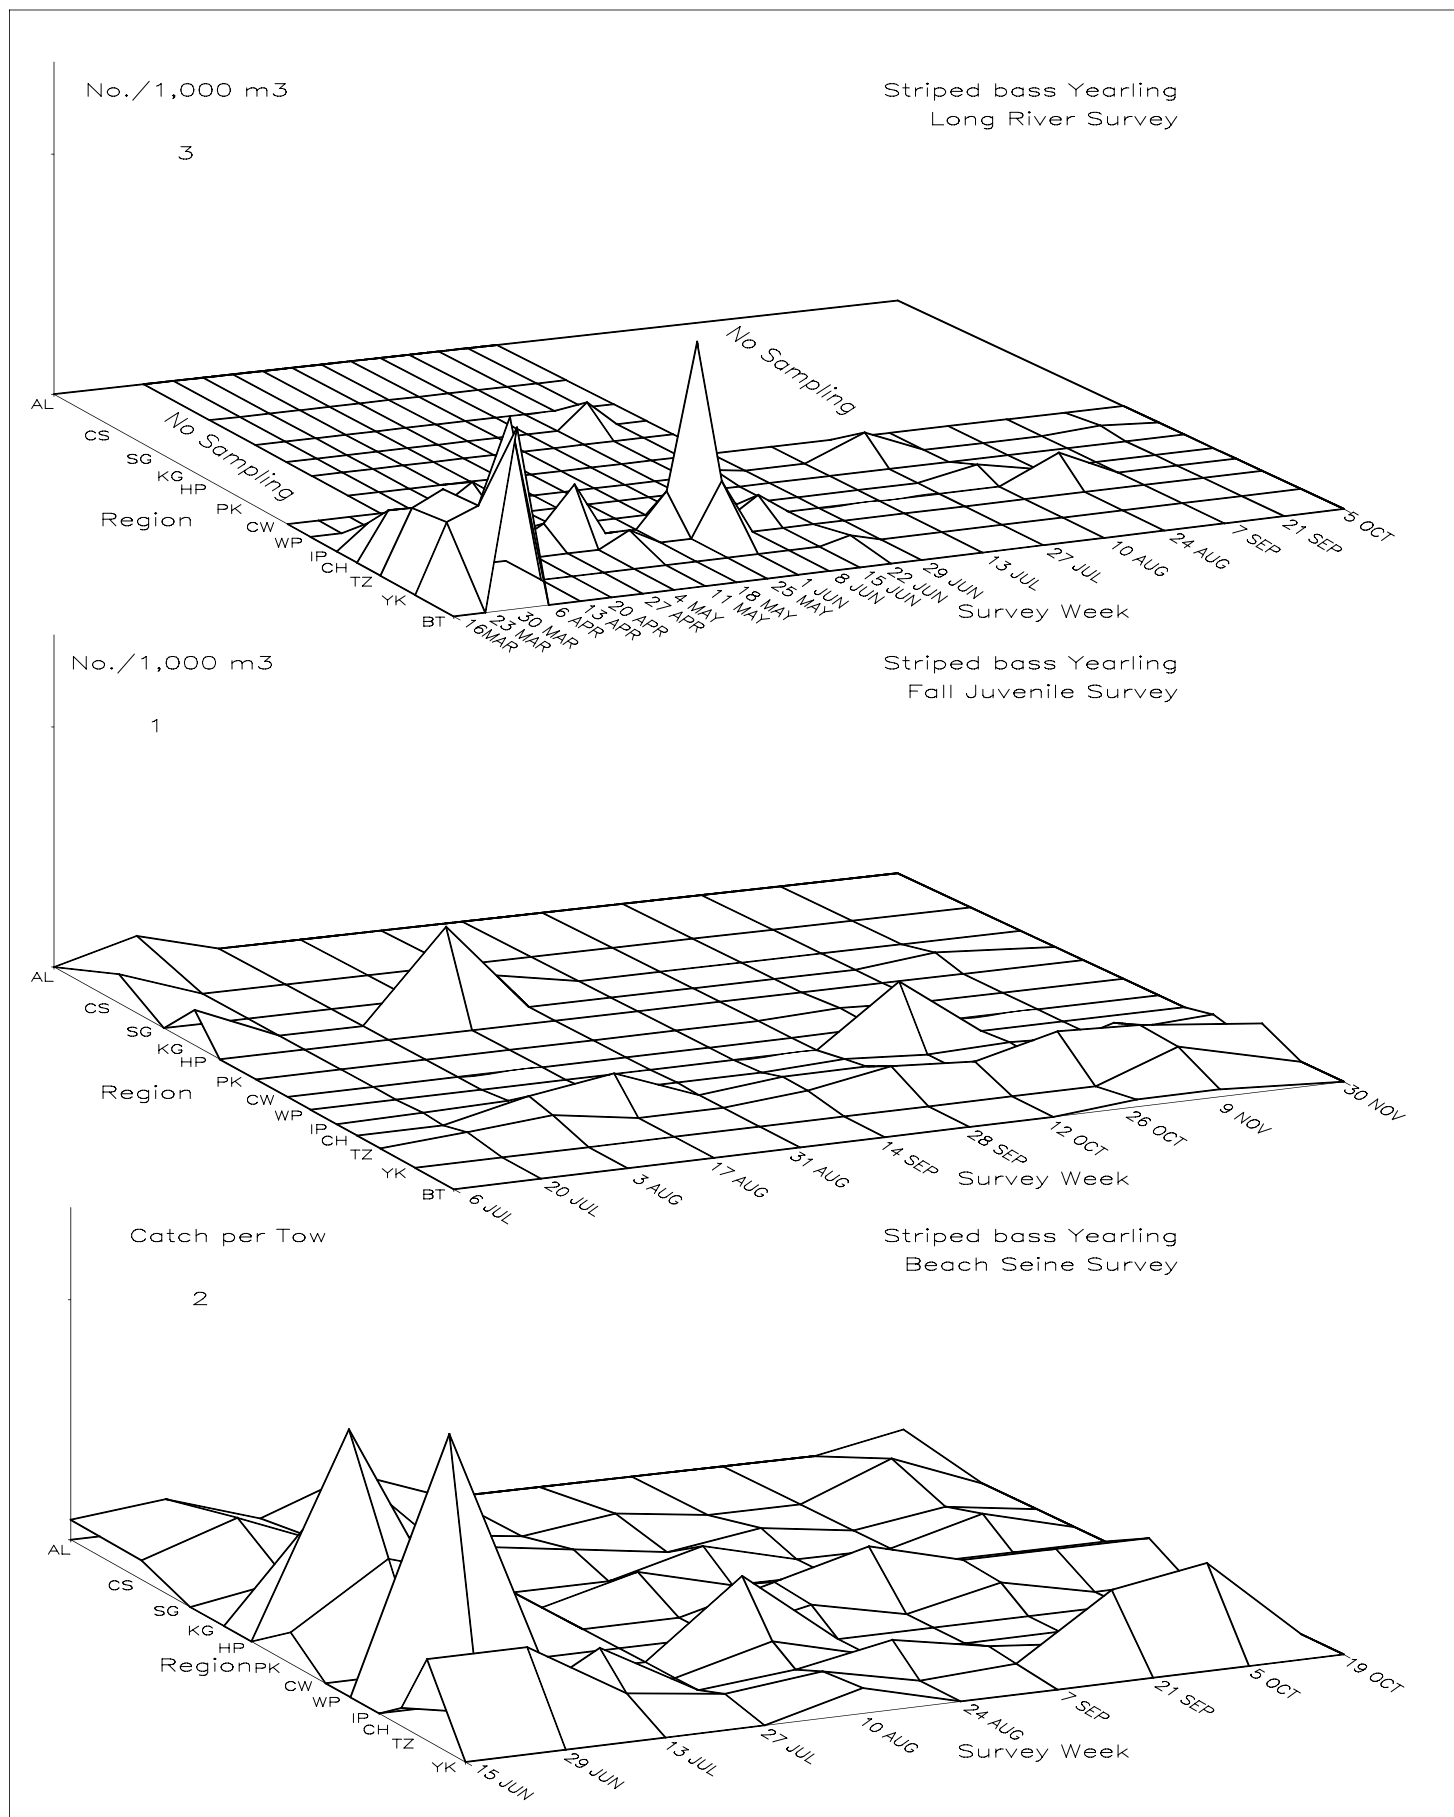 No./1,000 m3
Striped bass Yearling
Long River Survey
3
No Sampling
AL
CS
SG
KG
HP
PK
CW
WP
IP
CH
TZ
YK
BT
No Sampling
Region
16MAR
23 MAR
30 MAR
6 APR
13 APR
20 APR
27 APR
4 MAY
11 MAY
18 MAY
25 MAY
1 JUN
8 JUN
15 JUN
22 JUN
29 JUN
13 JUL
27 JUL
10 AUG
24 AUG
7 SEP
21 SEP
5 OCT
Survey Week
No./1,000 m3
Striped bass Yearling
Fall Juvenile Survey
1
AL
CS
SG
KG
HP
PK
CW
WP
IP
CH
TZ
YK
BT
Region
6 JUL
20 JUL
3 AUG
17 AUG
31 AUG
14 SEP
28 SEP
12 OCT
26 OCT
9 NOV
30 NOV
Survey Week
Catch per Tow
Striped bass Yearling
Beach Seine Survey
2
AL
CS
SG
KG
HP
PK
CW
WP
IP
CH
TZ
YK
Region
15 JUN
29 JUN
13 JUL
27 JUL
10 AUG
24 AUG
7 SEP
21 SEP
5 OCT
19 OCT
Survey Week